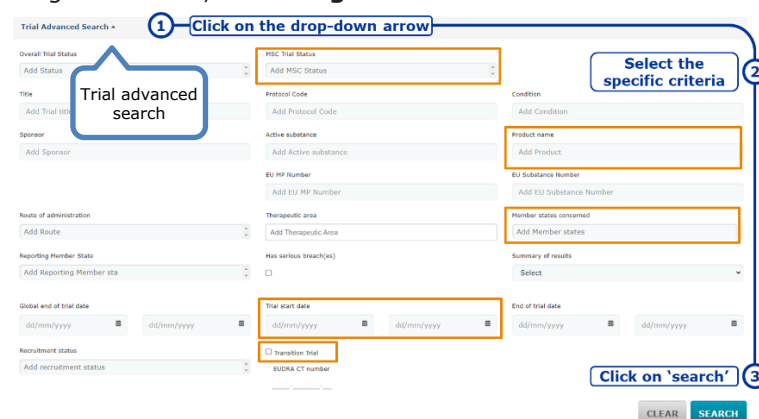 Trial Advanced Search
1 Click on the drop-down arrow
Overall Trial Status
MSC Trial Status
Add Status
Add MSC Status
Select the
specific criteria
2
Trial advanced
search
Title
Protocol Code
Condition
Add Trial title
Add Protocol Code
Add Condition
Sponsor
Active substance
Product name
Add Sponsor
Add Active substance
Add Product
EU MP Number
EU Substance Number
Add EU MP Number
Add EU Substance Number
Route of administration
Therapeutic area
Member states concerned
Add Route
Add Therapeutic Area
Add Member states
Reporting Member State
Has serious breach(es)
Summary of results
Add Reporting Member sta
Select
Global end of trial date
Trial start date
End of trial date
dd/mm/yyyy dd/mm/yyyy
dd/mm/yyyy dd/mm/yyyy
dd/mm/yyyy dd/mm/yyyy
Recruitment status
Transition Trial
Add recruitment status
EUDRA CT number
Click on ‘search’ 3
CLEAR SEARCH